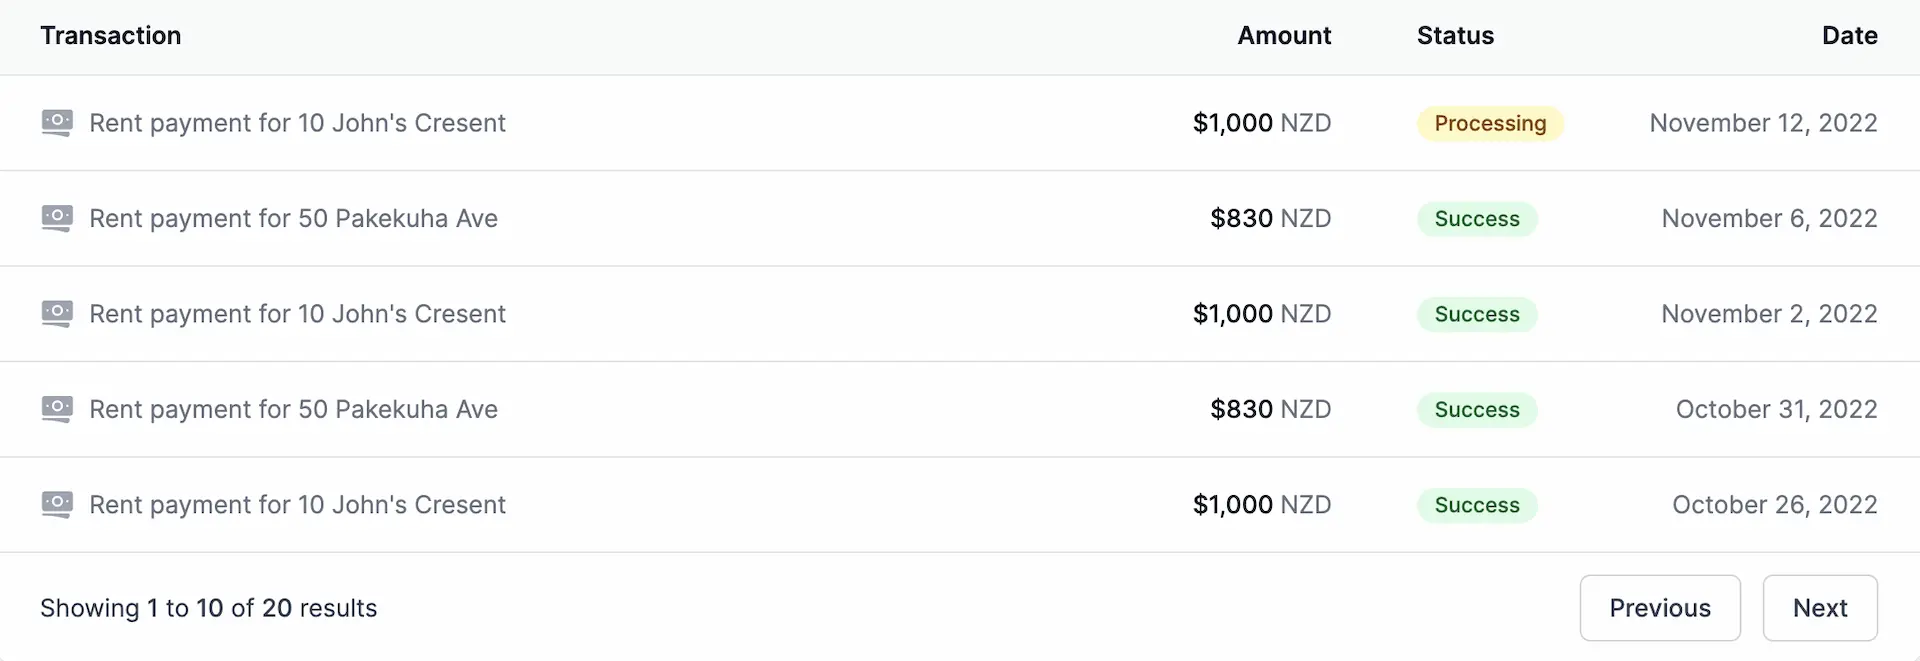 Transaction Amount Status Date
Rent payment for 10 John's Cresent $1,000 NZD Processing November 12, 2022
Rent payment for 50 Pakekuha Ave $830 NZD Success November 6, 2022
Rent payment for 10 John's Cresent $1,000 NZD Success November 2, 2022
Rent payment for 50 Pakekuha Ave $830 NZD Success October 31, 2022
Rent payment for 10 John's Cresent $1,000 NZD Success October 26, 2022
Showing 1 to 10 of 20 results Previous Next